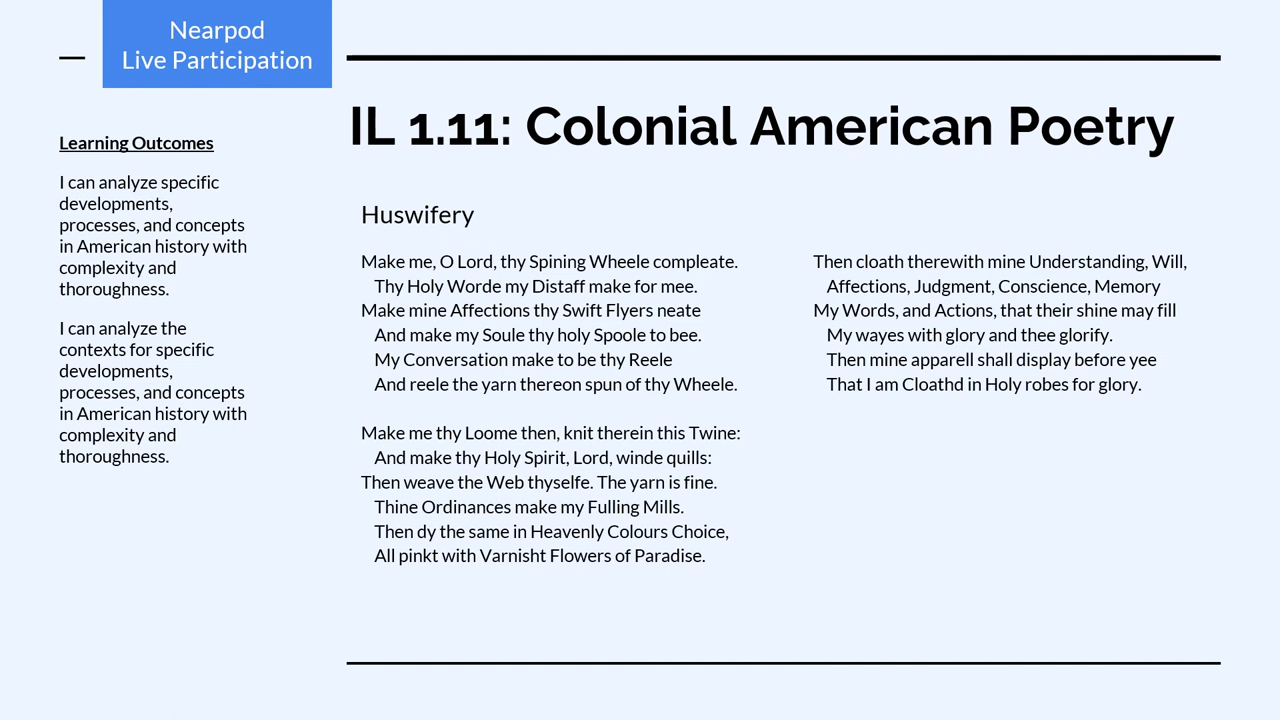 Nearpod
Live Participation
IL 1.11: Colonial American Poetry
Learning Outcomes
I can analyze specific
developments,
processes, and concepts
in American history with
complexity and
thoroughness.
I can analyze the
contexts for specific
developments,
processes, and concepts
in American history with
complexity and
thoroughness.
Huswifery
Make me, O Lord, thy Spining Wheele compleate.
Thy Holy Worde my Distaff make for mee.
Make mine Affections thy Swift Flyers neate
And make my Soule thy holy Spoole to bee.
My Conversation make to be thy Reele
And reele the yarn thereon spun of thy Wheele.
Make me thy Loome then, knit therein this Twine:
And make thy Holy Spirit, Lord, winde quills:
Then weave the Web thyselfe. The yarn is fine.
Thine Ordinances make my Fulling Mills.
Then dy the same in Heavenly Colours Choice,
All pinkt with Varnisht Flowers of Paradise.
Then cloath therewith mine Understanding, Will,
Affections, Judgment, Conscience, Memory
My Words, and Actions, that their shine may fill
My wayes with glory and thee glorify.
Then mine apparell shall display before yee
That I am Cloathd in Holy robes for glory.